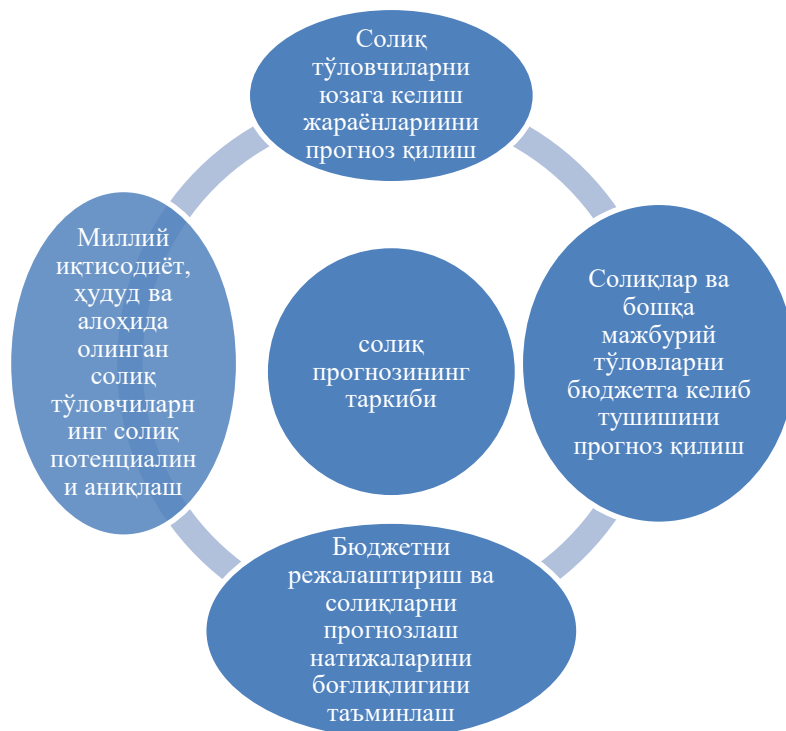 Солиқ
тўловчиларни
юзага келиш
жараёнлариини
прогноз қилиш
Солиқлар ва
бошқа
мажбурий
тўловларни
бюджетга келиб
тушишини
прогноз қилиш
Бюджетни
режалаштириш ва
солиқларни
прогнозлаш
натижаларини
боғлиқлигини
таъминлаш
Миллий
иқтисодиёт,
ҳудуд ва
алоҳида
олинган
солиқ
тўловчиларн
инг солиқ
потенциалин
и аниқлаш
солиқ
прогнозининг
таркиби